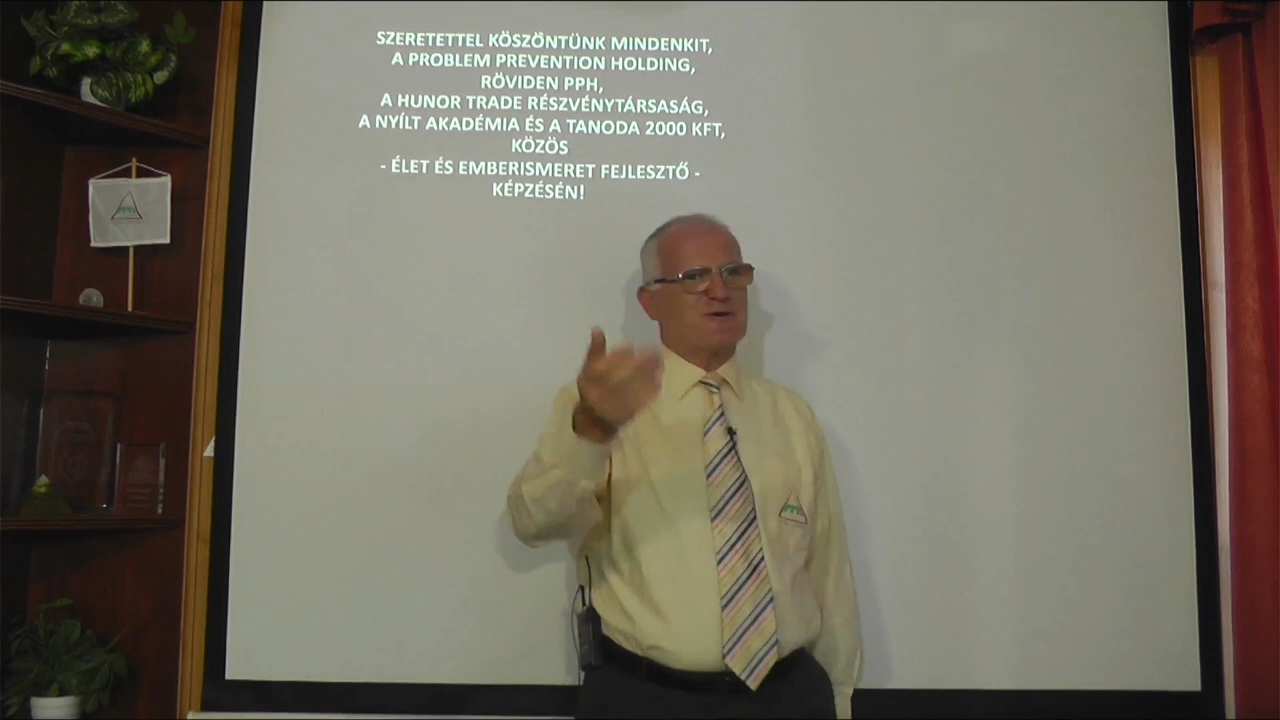 SZERETETTEL KÖSZÖNTÜNK MINDENKIT,
A PROBLEM PREVENTION HOLDING,
RÖVIDEN PPH,
A HUNOR TRADE RÉSZVÉNYTÁRSASÁG,
A NYÍLT AKADÉMIA ÉS A TANODA 2000 KFT,
KÖZÖS
- ÉLET ÉS EMBERISMERET FEJLESZTŐ -
KÉPZÉSÉN!